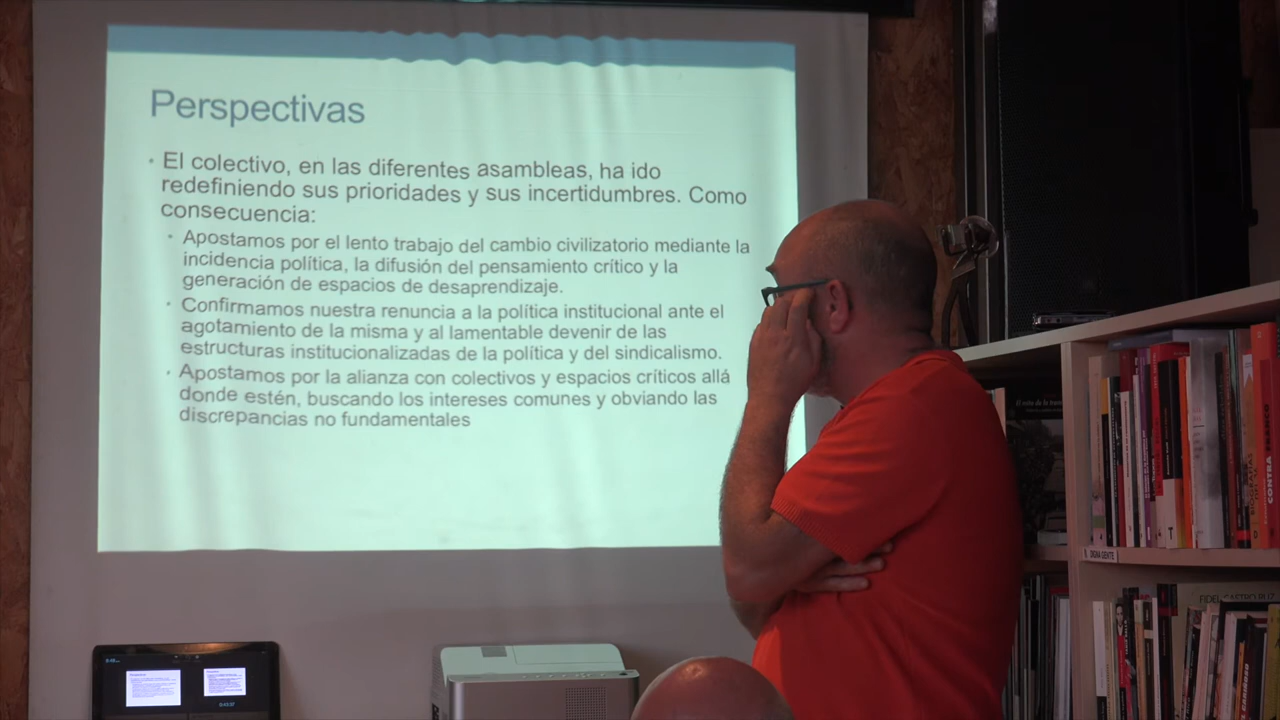 Perspectivas
El colectivo, en las diferentes asambleas, ha ido
redefiniendo sus prioridades y sus incertidumbres. Como
consecuencia:
Apostamos por el lento trabajo del cambio civilizatorio mediante la
incidencia política, la difusión del pensamiento crítico y la
generación de espacios de desaprendizaje.
Confirmamos nuestra renuncia a la política institucional ante el
agotamiento de la misma y al lamentable devenir de las
estructuras institucionalizadas de la política y del sindicalismo.
Apostamos por la alianza con colectivos y espacios críticos allá
donde estén, buscando los intereses comunes y obviando las
discrepancias no fundamentales
CONTRA FRANCO
DIGNA GENTE
FIDEL CASTRO RUZ